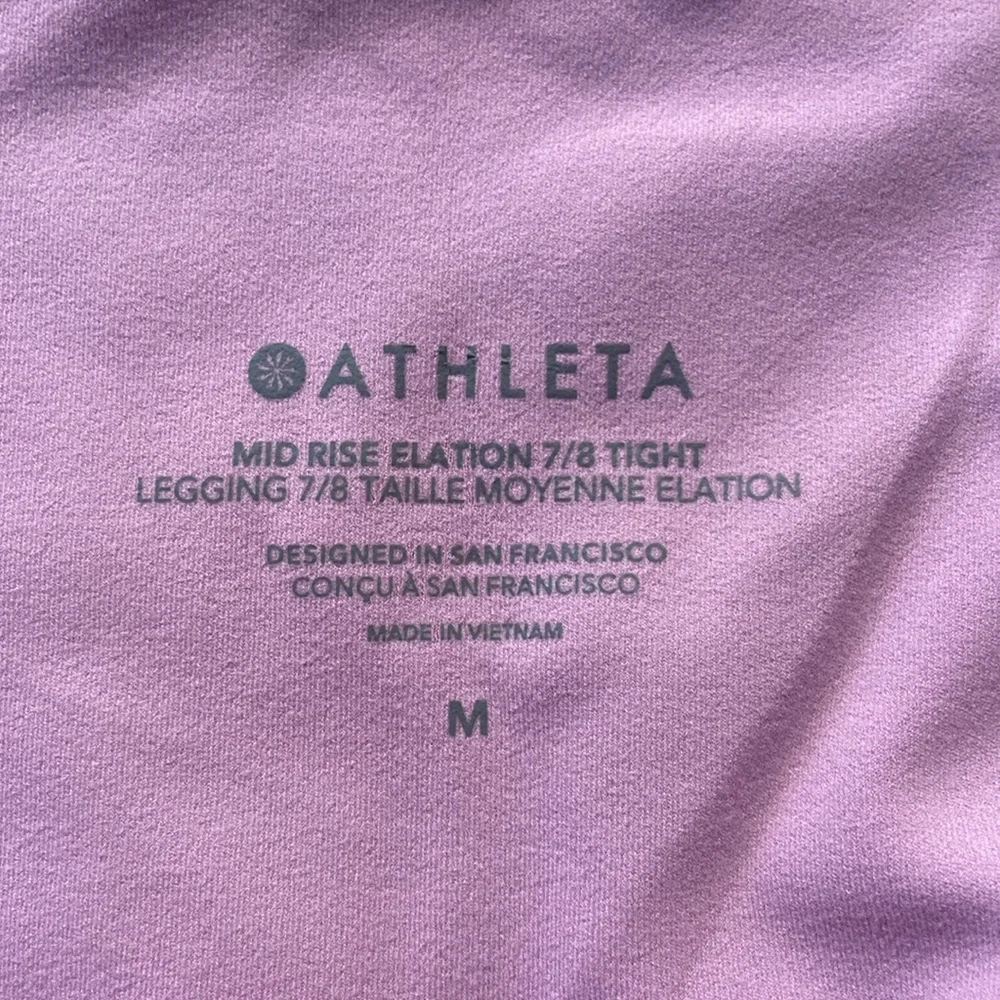 ATHLETA
MID RISE ELATION 7/8 TIGHT
LEGGING 7/8 TAILLE MOYENNE ELATION
DESIGNED IN SAN FRANCISCO
CONÇU À SAN FRANCISCO
MADE IN VIETNAM
M